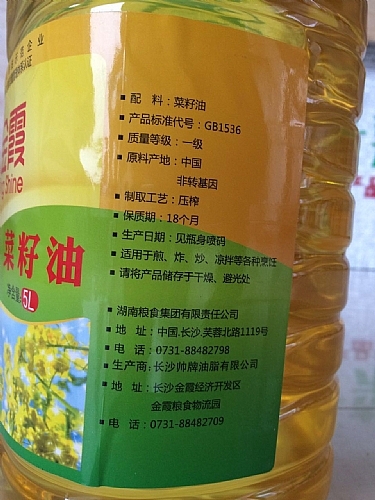 企业
霞
Shine
菜籽油
净含量:5L
▪ 配 料：菜籽油
▪ 产品标准代号：GB1536
▪ 质量等级：一级
▪ 原料产地：中国
非转基因
▪ 制取工艺：压榨
▪ 保质期：18个月
▪ 生产日期：见瓶身喷码
▪ 适用于煎、炸、炒、凉拌等各种烹饪
▪ 请将产品储存于干燥、避光处
▪ 湖南粮食集团有限责任公司
▪ 地 址：中国.长沙.芙蓉北路1119号
▪ 电 话：0731-88482798
▪ 生产商：长沙帅牌油脂有限公司
▪ 地 址：长沙金霞经济开发区
金霞粮食物流园
▪ 电 话：0731-88482709